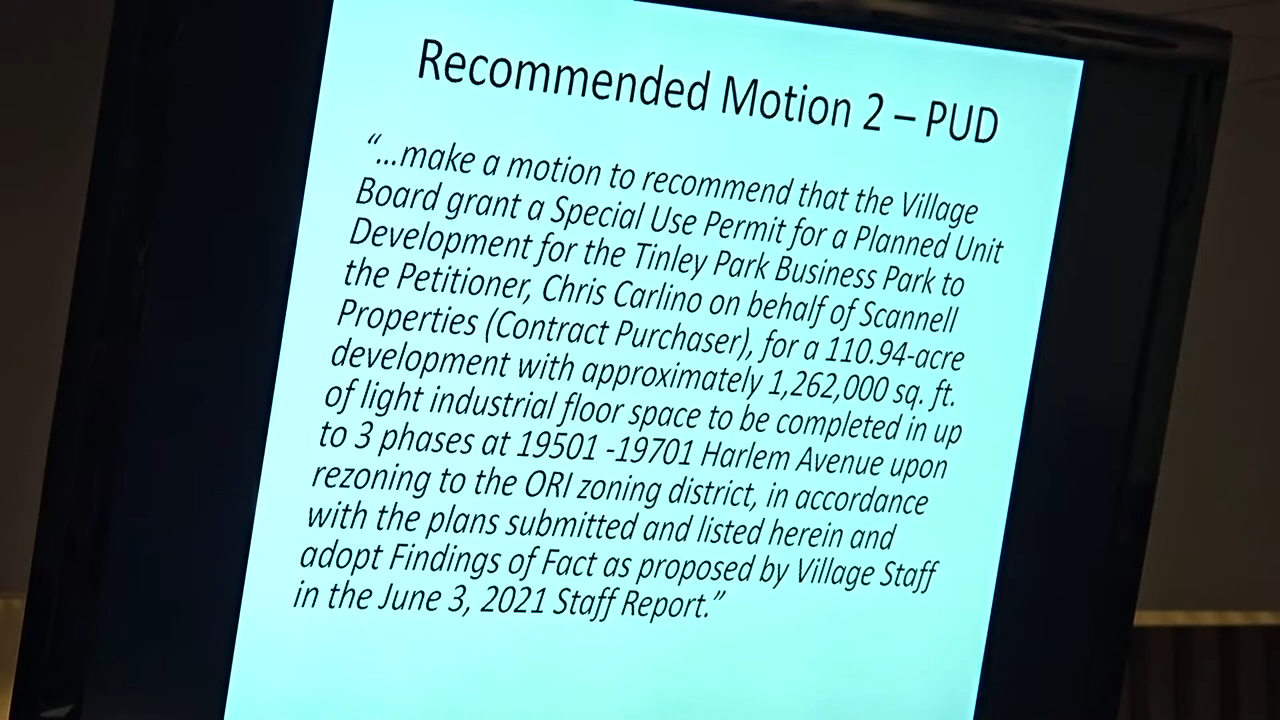 Recommended Motion 2 – PUD
“...make a motion to recommend that the Village
Board grant a Special Use Permit for a Planned Unit
Development for the Tinley Park Business Park to
the Petitioner, Chris Carlino on behalf of Scannell
Properties (Contract Purchaser), for a 110.94-acre
development with approximately 1,262,000 sq. ft.
of light industrial floor space to be completed in up
to 3 phases at 19501 -19701 Harlem Avenue upon
rezoning to the ORI zoning district, in accordance
with the plans submitted and listed herein and
adopt Findings of Fact as proposed by Village Staff
in the June 3, 2021 Staff Report.”